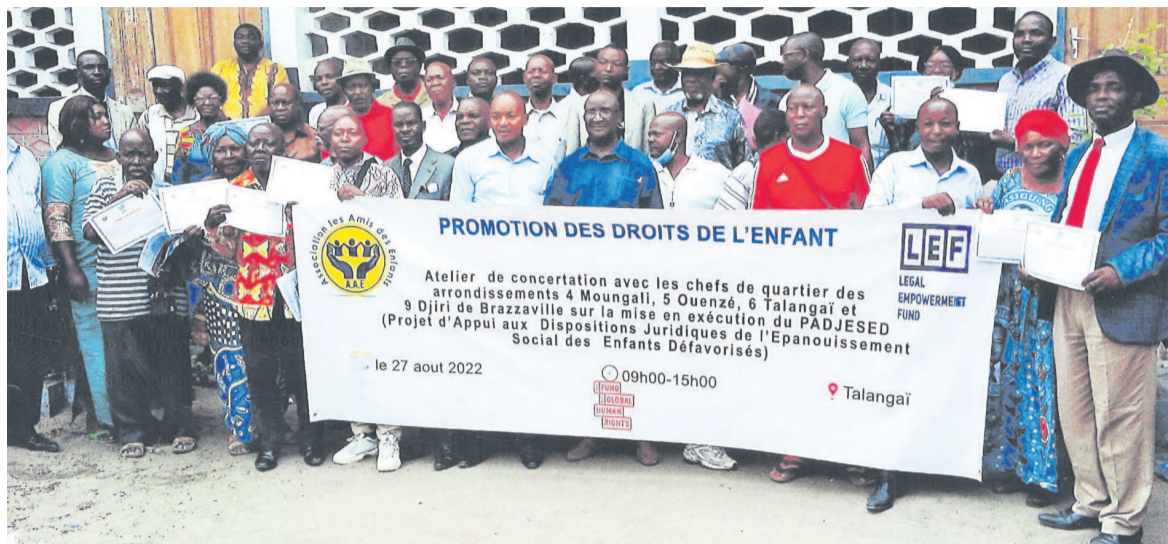 Association les Amis des Enfants
A.A.E
PROMOTION DES DROITS DE L'ENFANT
LEF
LEGAL
EMPOWERMENT
FUND
Atelier de concertation avec les chefs de quartier des
arrondissements 4 Moungali, 5 Ouenzé, 6 Talangaï et
9 Djiri de Brazzaville sur la mise en exécution du PADJESED
(Projet d'Appui aux Dispositions Juridiques de l'Epanouissement
Social des Enfants Défavorisés)
le 27 aout 2022
09h00-15h00
Talangaï
FUND
GLOBAL
HUMAN
RIGHTS